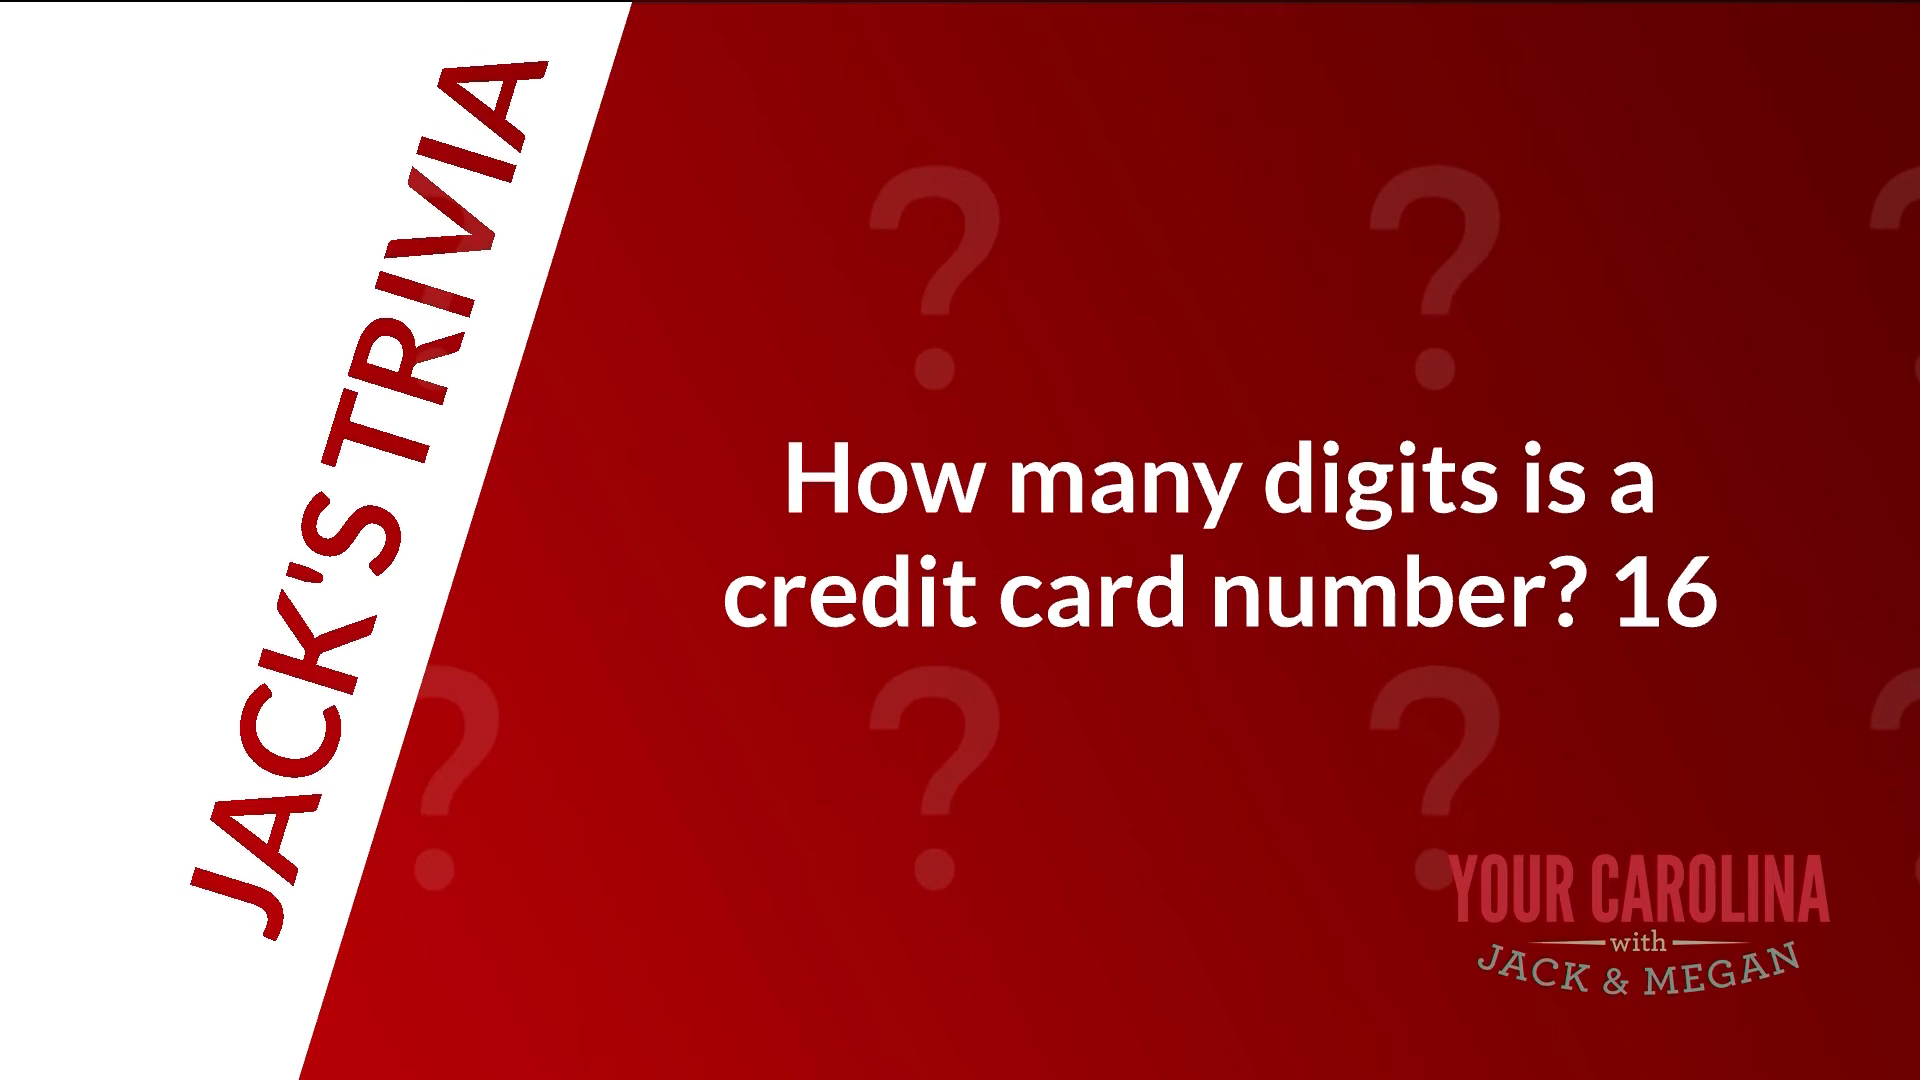 JACK'S TRIVIA
How many digits is a
credit card number? 16
YOUR CAROLINA
with
JACK & MEGAN